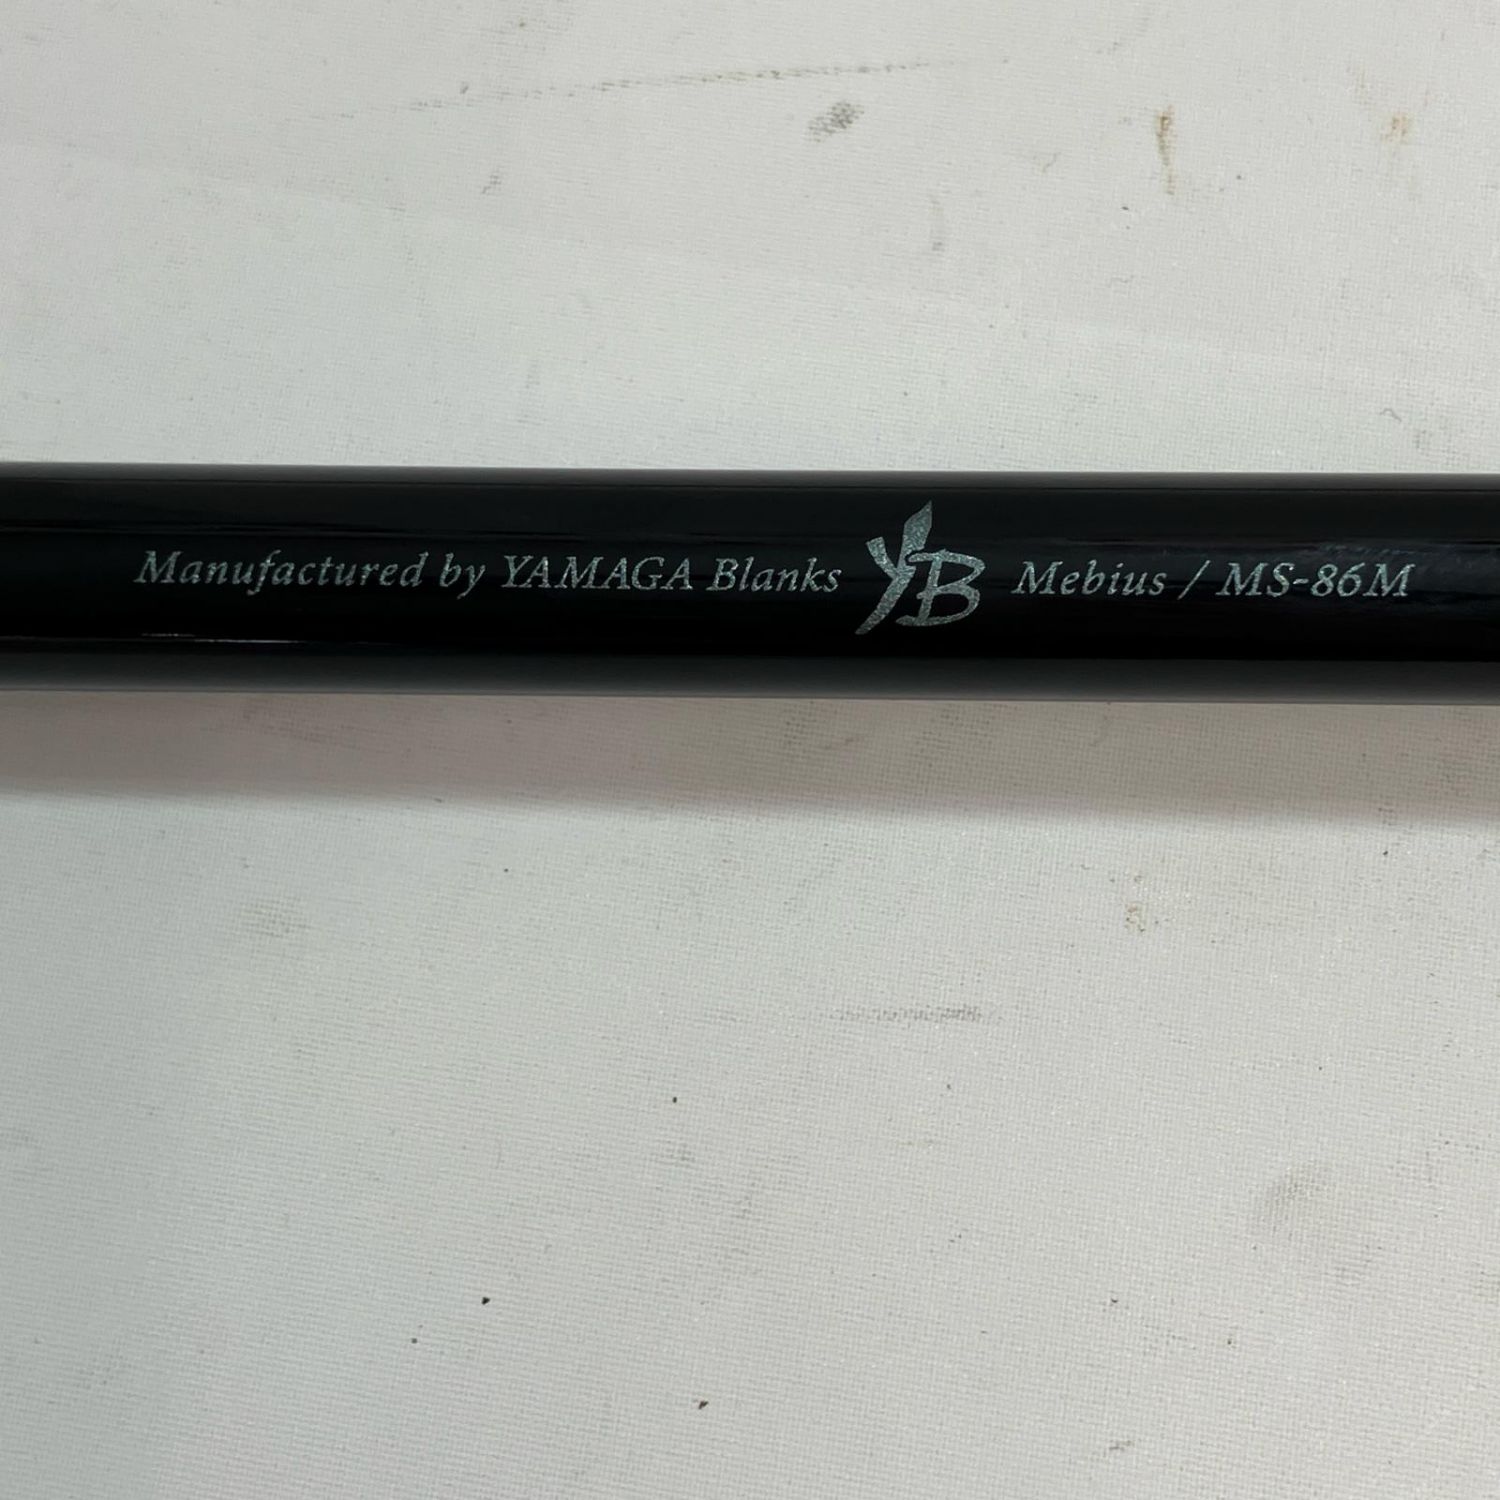 Manufactured by YAMAGA Blanks YB Mebius / MS-86M